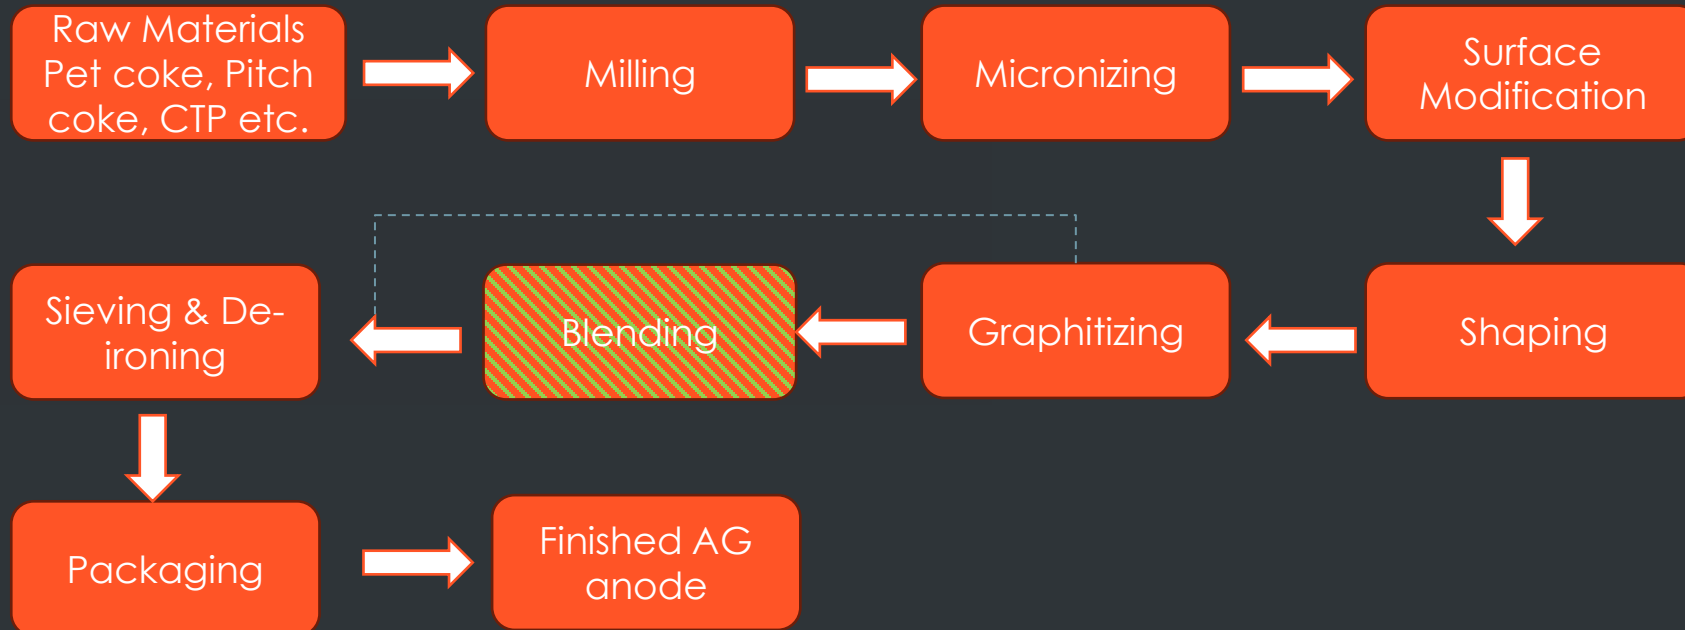 Raw Materials
Pet coke, Pitch
coke, CTP etc.
Milling
Micronizing
Surface
Modification
Shaping
Graphitizing
Blending
Sieving & De-
ironing
Packaging
Finished AG
anode